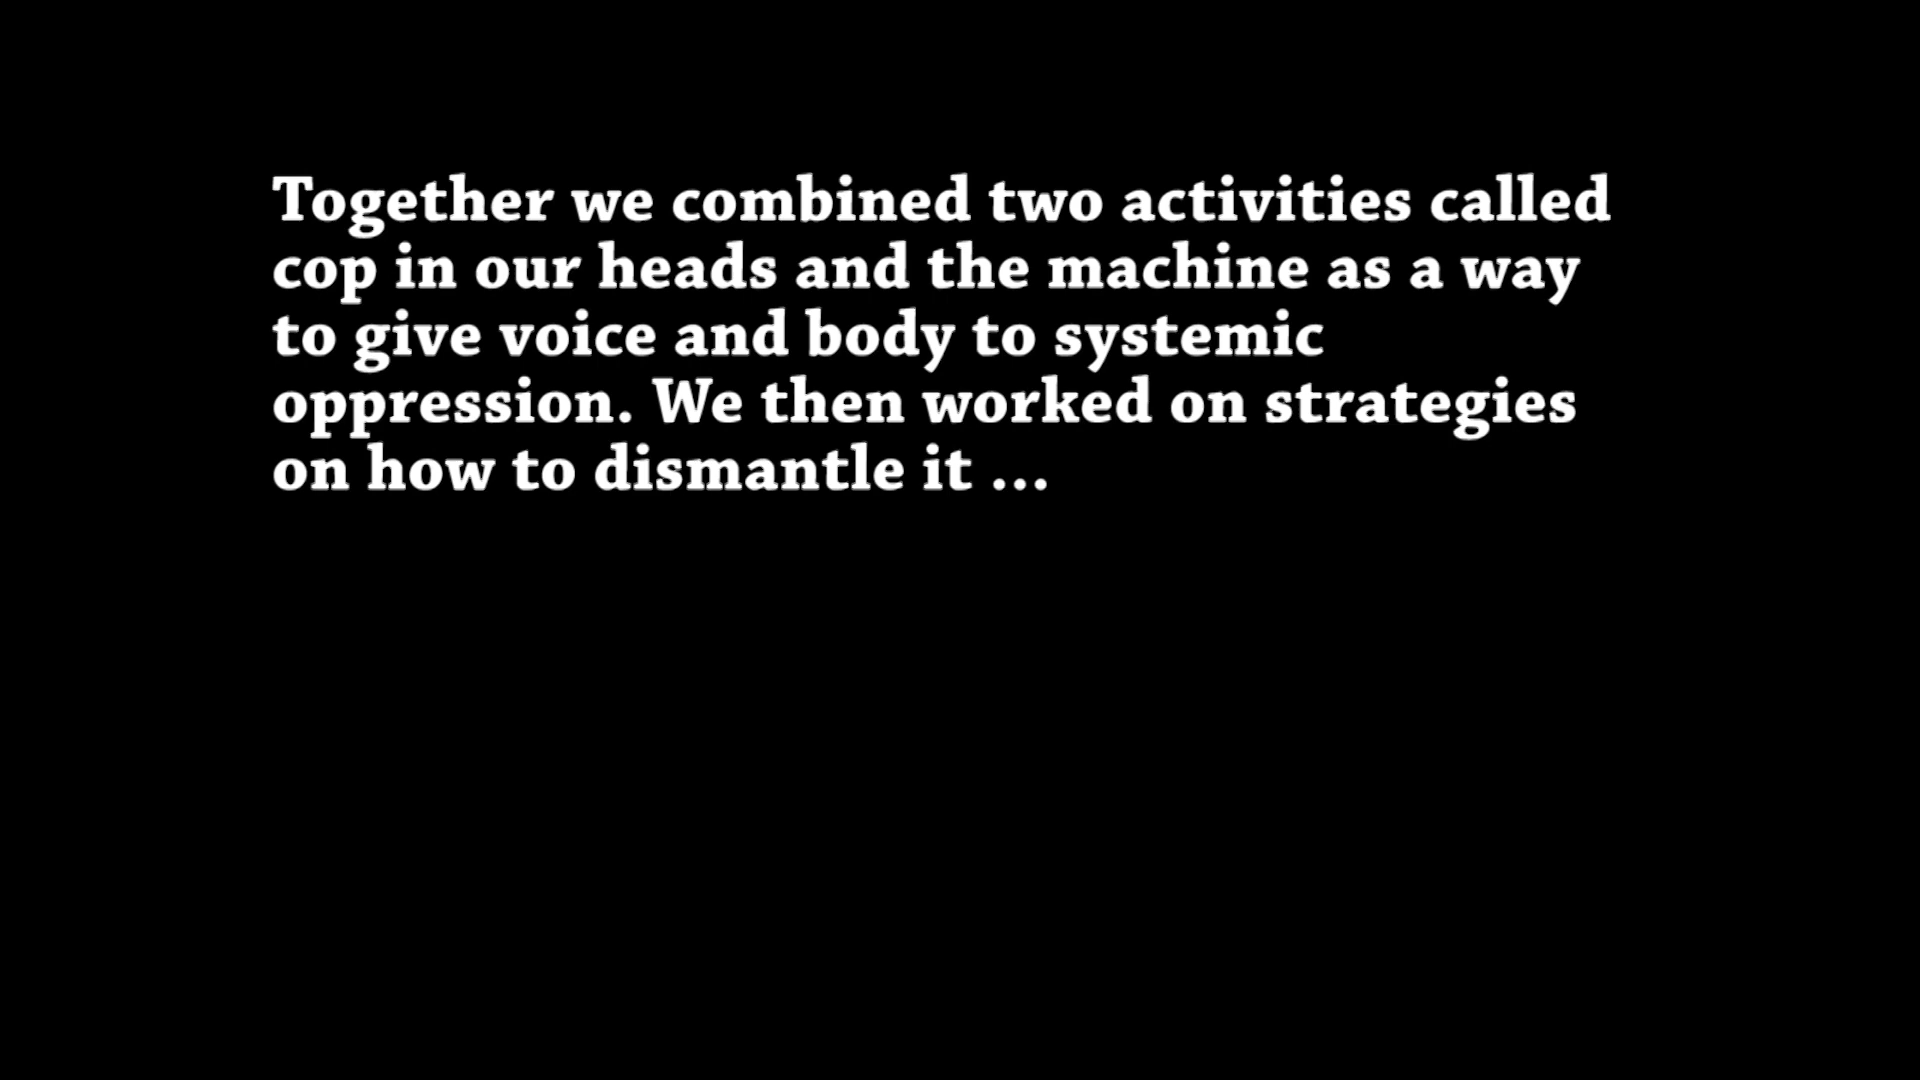 Together we combined two activities called
cop in our heads and the machine as a way
to give voice and body to systemic
oppression. We then worked on strategies
on how to dismantle it ...